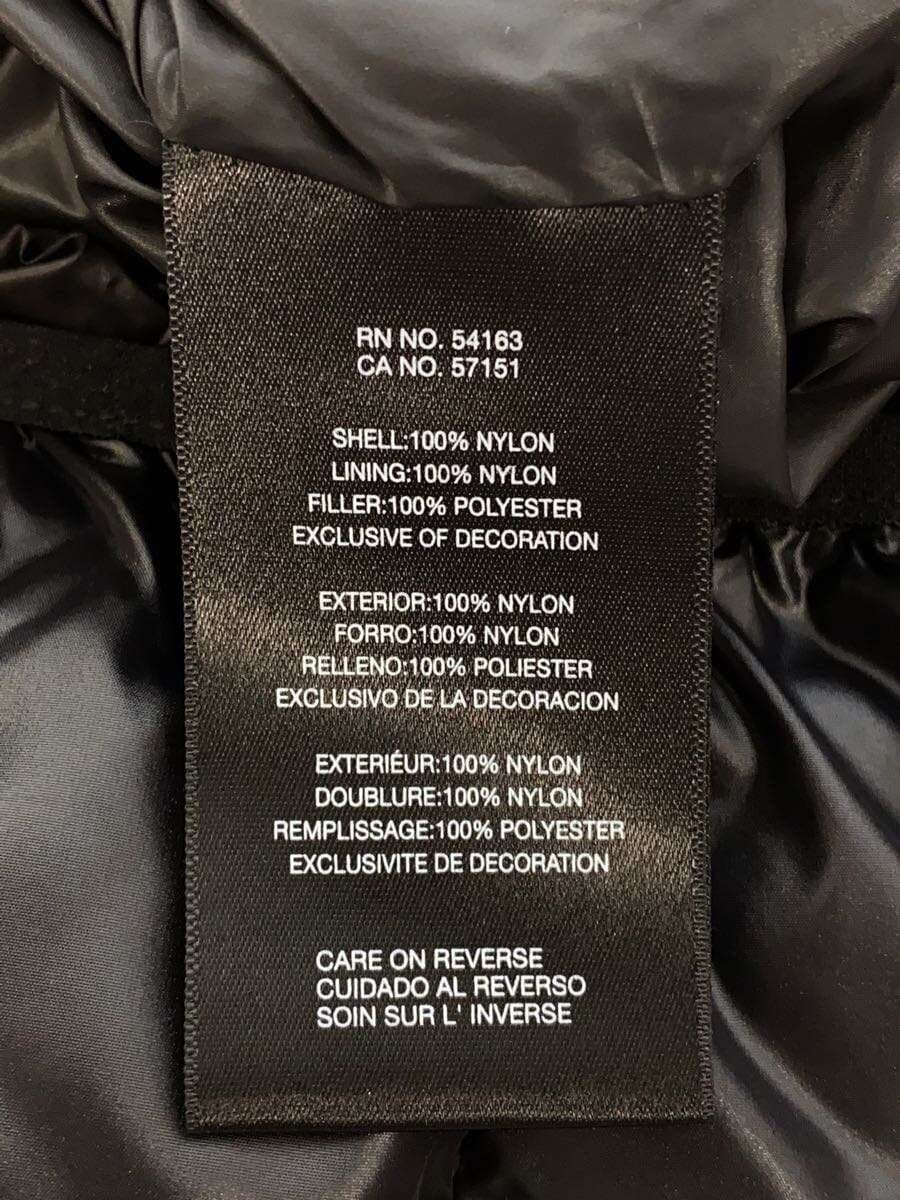 RN NO. 54163
CA NO. 57151
SHELL:100% NYLON
LINING:100% NYLON
FILLER:100% POLYESTER
EXCLUSIVE OF DECORATION
EXTERIOR:100% NYLON
FORRO:100% NYLON
RELLENO:100% POLIESTER
EXCLUSIVO DE LA DECORACION
EXTERIÉUR:100% NYLON
DOUBLURE:100% NYLON
REMPLISSAGE:100% POLYESTER
EXCLUSIVITE DE DECORATION
CARE ON REVERSE
CUIDADO AL REVERSO
SOIN SUR L' INVERSE